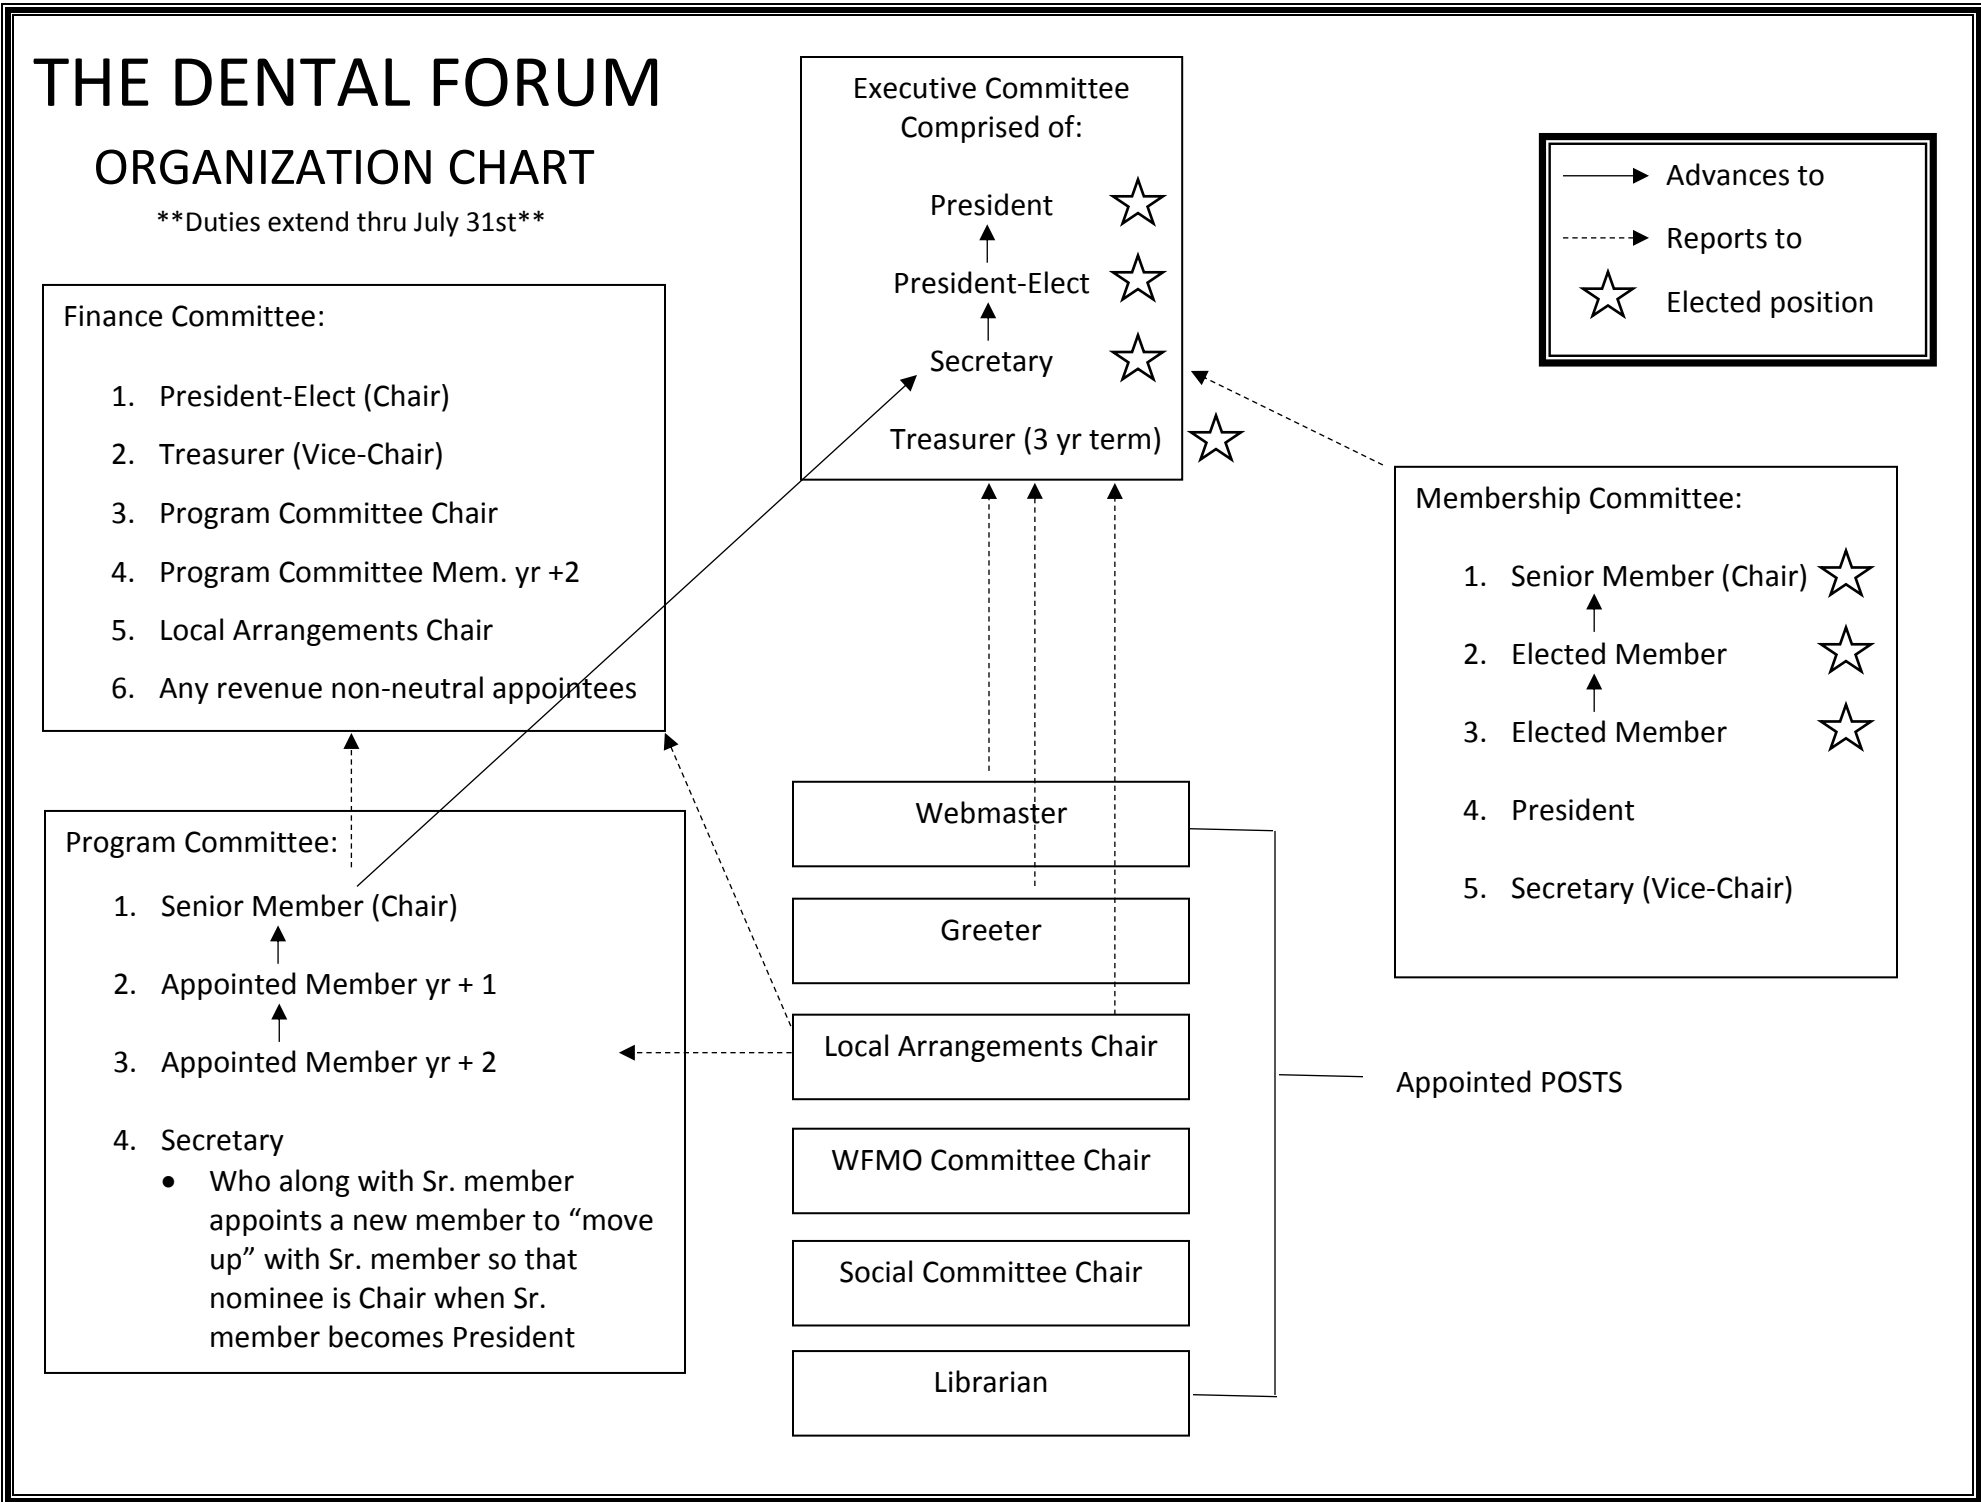 THE DENTAL FORUM
ORGANIZATION CHART
**Duties extend thru July 31st**
Executive Committee
Comprised of:
President
President-Elect
Secretary
Treasurer (3 yr term)
Advances to
Reports to
Elected position
Finance Committee:
1. President-Elect (Chair)
2. Treasurer (Vice-Chair)
3. Program Committee Chair
4. Program Committee Mem. yr +2
5. Local Arrangements Chair
6. Any revenue non-neutral appointees
Membership Committee:
1. Senior Member (Chair)
2. Elected Member
3. Elected Member
4. President
5. Secretary (Vice-Chair)
Program Committee:
1. Senior Member (Chair)
2. Appointed Member yr + 1
3. Appointed Member yr + 2
4. Secretary
• Who along with Sr. member
appoints a new member to “move
up” with Sr. member so that
nominee is Chair when Sr.
member becomes President
Webmaster
Greeter
Local Arrangements Chair
WFMO Committee Chair
Social Committee Chair
Librarian
Appointed POSTS